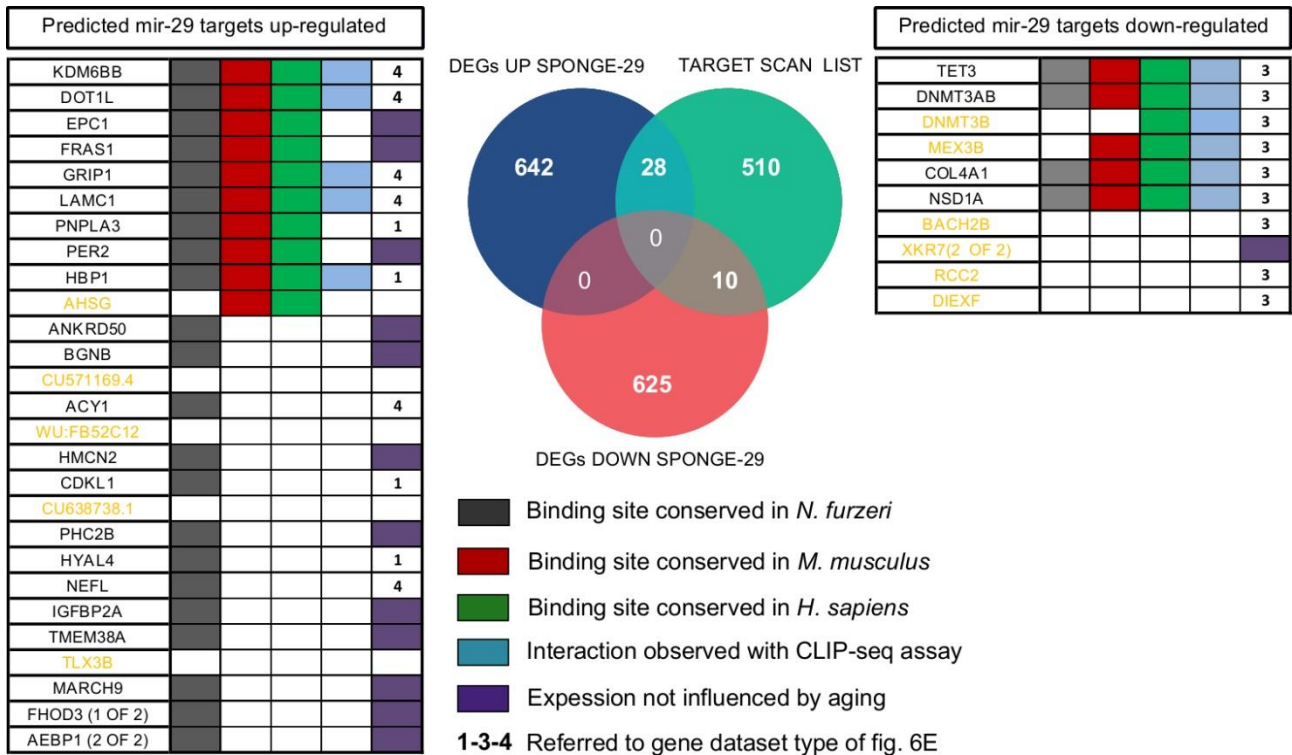 Predicted mir-29 targets up-regulated
KDM6BB 4
DOT1L 4
EPC1
FRAS1
GRIP1 4
LAMC1 4
PNPLA3 1
PER2
HBP1 1
AHSG
ANKRD50
BGNB
CU571169.4
ACY1 4
WU:FB52C12
HMCN2
CDKL1 1
CU638738.1
PHC2B
HYAL4 1
NEFL 4
IGFBP2A
TMEM38A
TLX3B
MARCH9
FHOD3 (1 OF 2)
AEBP1 (2 OF 2)
DEGs UP SPONGE-29 TARGET SCAN LIST
642 28 510
0
0 10
625
DEGs DOWN SPONGE-29
Binding site conserved in N. furzeri
Binding site conserved in M. musculus
Binding site conserved in H. sapiens
Interaction observed with CLIP-seq assay
Expession not influenced by aging
1-3-4 Referred to gene dataset type of fig. 6E
Predicted mir-29 targets down-regulated
TET3 3
DNMT3AB 3
DNMT3B 3
MEX3B 3
COL4A1 3
NSD1A 3
BACH2B 3
XKR7(2 OF 2)
RCC2 3
DIEXF 3